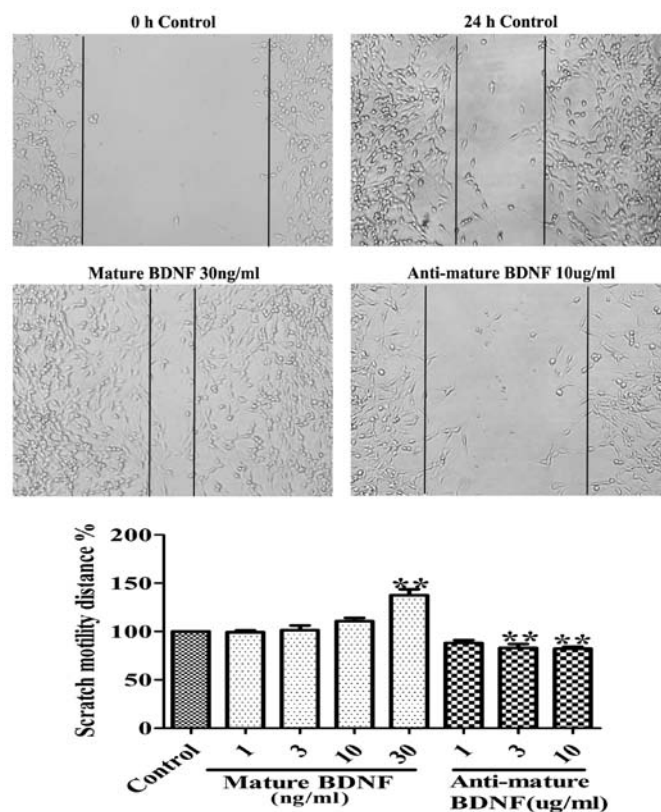 0 h Control
24 h Control
Mature BDNF 30ng/ml
Anti-mature BDNF 10ug/ml
Scratch motility distance %
200
150
100
50
0
**
**
**
Control
1
3
10
30
1
3
10
Mature BDNF
(ng/ml)
Anti-mature
BDNF(ug/ml)